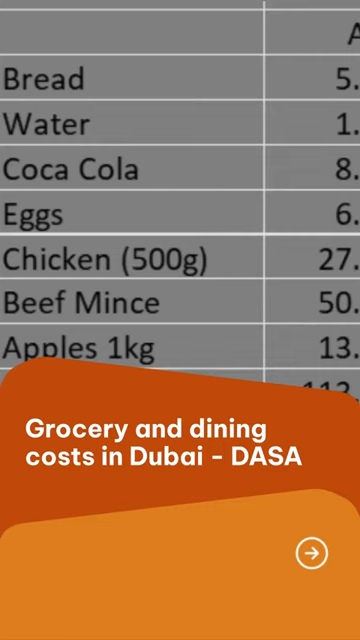 A
Bread 5.
Water 1.
Coca Cola 8.
Eggs 6.
Chicken (500g) 27.
Beef Mince 50.
Apples 1kg 13.
113.
Grocery and dining
costs in Dubai - DASA